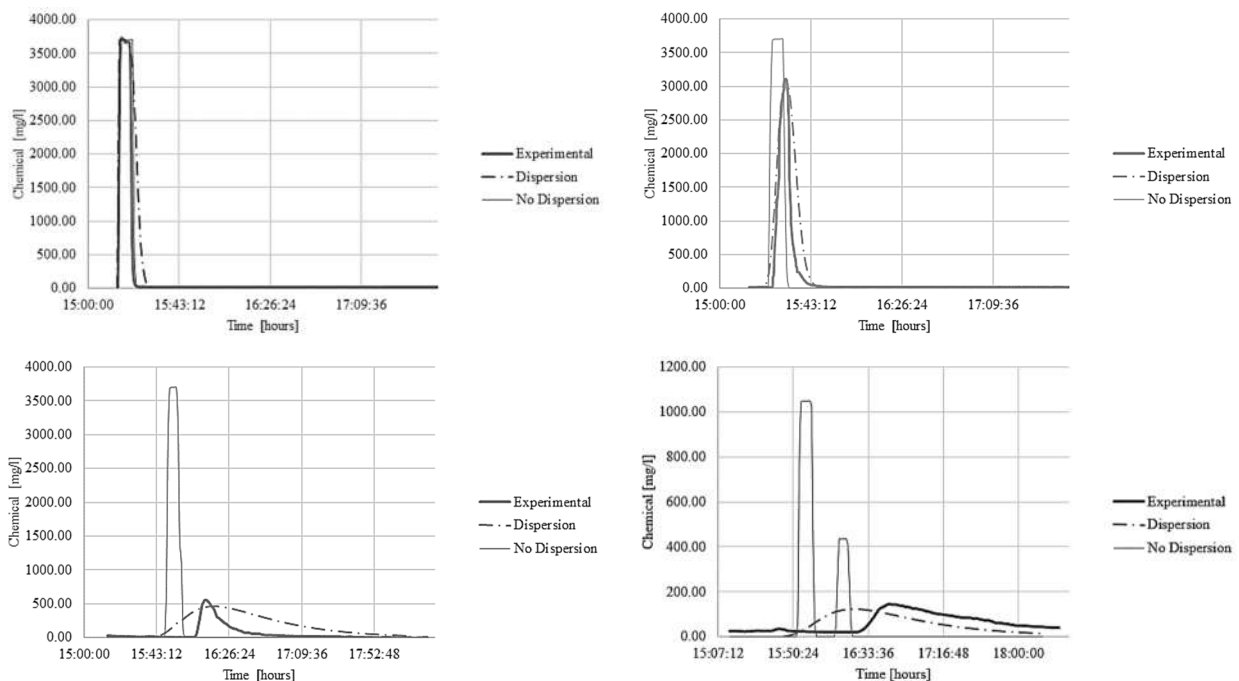 4000.00
3500.00
3000.00
2500.00
2000.00
1500.00
1000.00
500.00
0.00
Chemical [mg/l]
15:00:00 15:43:12 16:26:24 17:09:36
Time [hours]
Experimental
Dispersion
No Dispersion
4000.00
3500.00
3000.00
2500.00
2000.00
1500.00
1000.00
500.00
0.00
Chemical [mg/l]
15:00:00 15:43:12 16:26:24 17:09:36
Time [hours]
Experimental
Dispersion
No Dispersion
4000.00
3500.00
3000.00
2500.00
2000.00
1500.00
1000.00
500.00
0.00
Chemical [mg/l]
15:00:00 15:43:12 16:26:24 17:09:36 17:52:48
Time [hours]
Experimental
Dispersion
No Dispersion
1200.00
1000.00
800.00
600.00
400.00
200.00
0.00
Chemical [mg/l]
15:07:12 15:50:24 16:33:36 17:16:48 18:00:00
Time [hours]
Experimental
Dispersion
No Dispersion